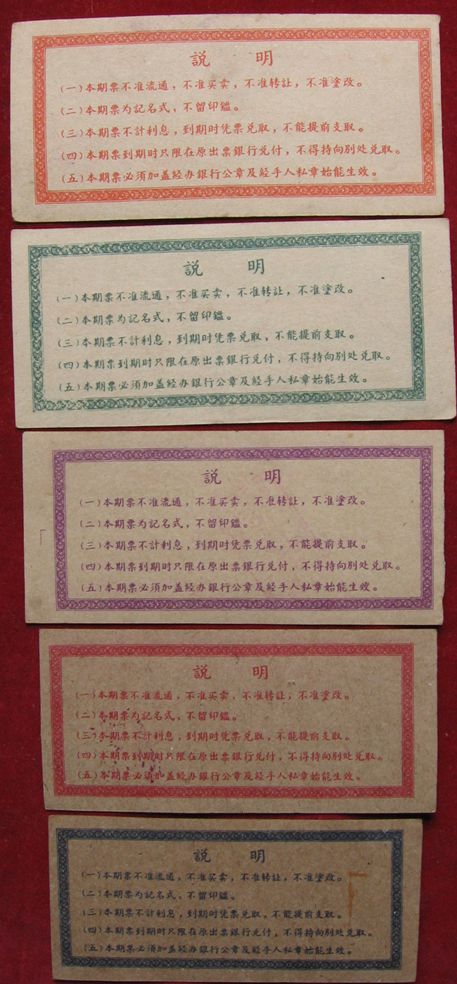 说 明
(一)本期票不准流通，不准买卖，不准转让，不准塗改。
(二)本期票为記名式，不留印鑑。
(三)本期票不計利息，到期时凭票兑取，不能提前支取。
(四)本期票到期时只限在原出票銀行兑付，不得持向别处兑取。
(五)本期票必须加盖经办銀行公章及經手人私章始能生效。
说 明
(一)本期票不准流通，不准买卖，不准转让，不准塗改。
(二)本期票为記名式，不留印鑑。
(三)本期票不計利息，到期时凭票兑取，不能提前支取。
(四)本期票到期时只限在原出票銀行兑付，不得持向别处兑取。
(五)本期票必须加盖经办銀行公章及經手人私章始能生效。
说 明
(一)本期票不准流通，不准买卖，不准转让，不准塗改。
(二)本期票为記名式，不留印鑑。
(三)本期票不計利息，到期时凭票兑取，不能提前支取。
(四)本期票到期时只限在原出票銀行兑付，不得持向别处兑取。
(五)本期票必须加盖经办銀行公章及經手人私章始能生效。
说 明
(一)本期票不准流通，不准买卖，不准转让，不准塗改。
(二)本期票为記名式，不留印鑑。
(三)本期票不計利息，到期时凭票兑取，不能提前支取。
(四)本期票到期时只限在原出票銀行兑付，不得持向别处兑取。
(五)本期票必须加盖经办銀行公章及經手人私章始能生效。
说 明
(一)本期票不准流通，不准买卖，不准转让，不准塗改。
(二)本期票为記名式，不留印鑑。
(三)本期票不計利息，到期时凭票兑取，不能提前支取。
(四)本期票到期时只限在原出票銀行兑付，不得持向别处兑取。
(五)本期票必须加盖经办銀行公章及經手人私章始能生效。